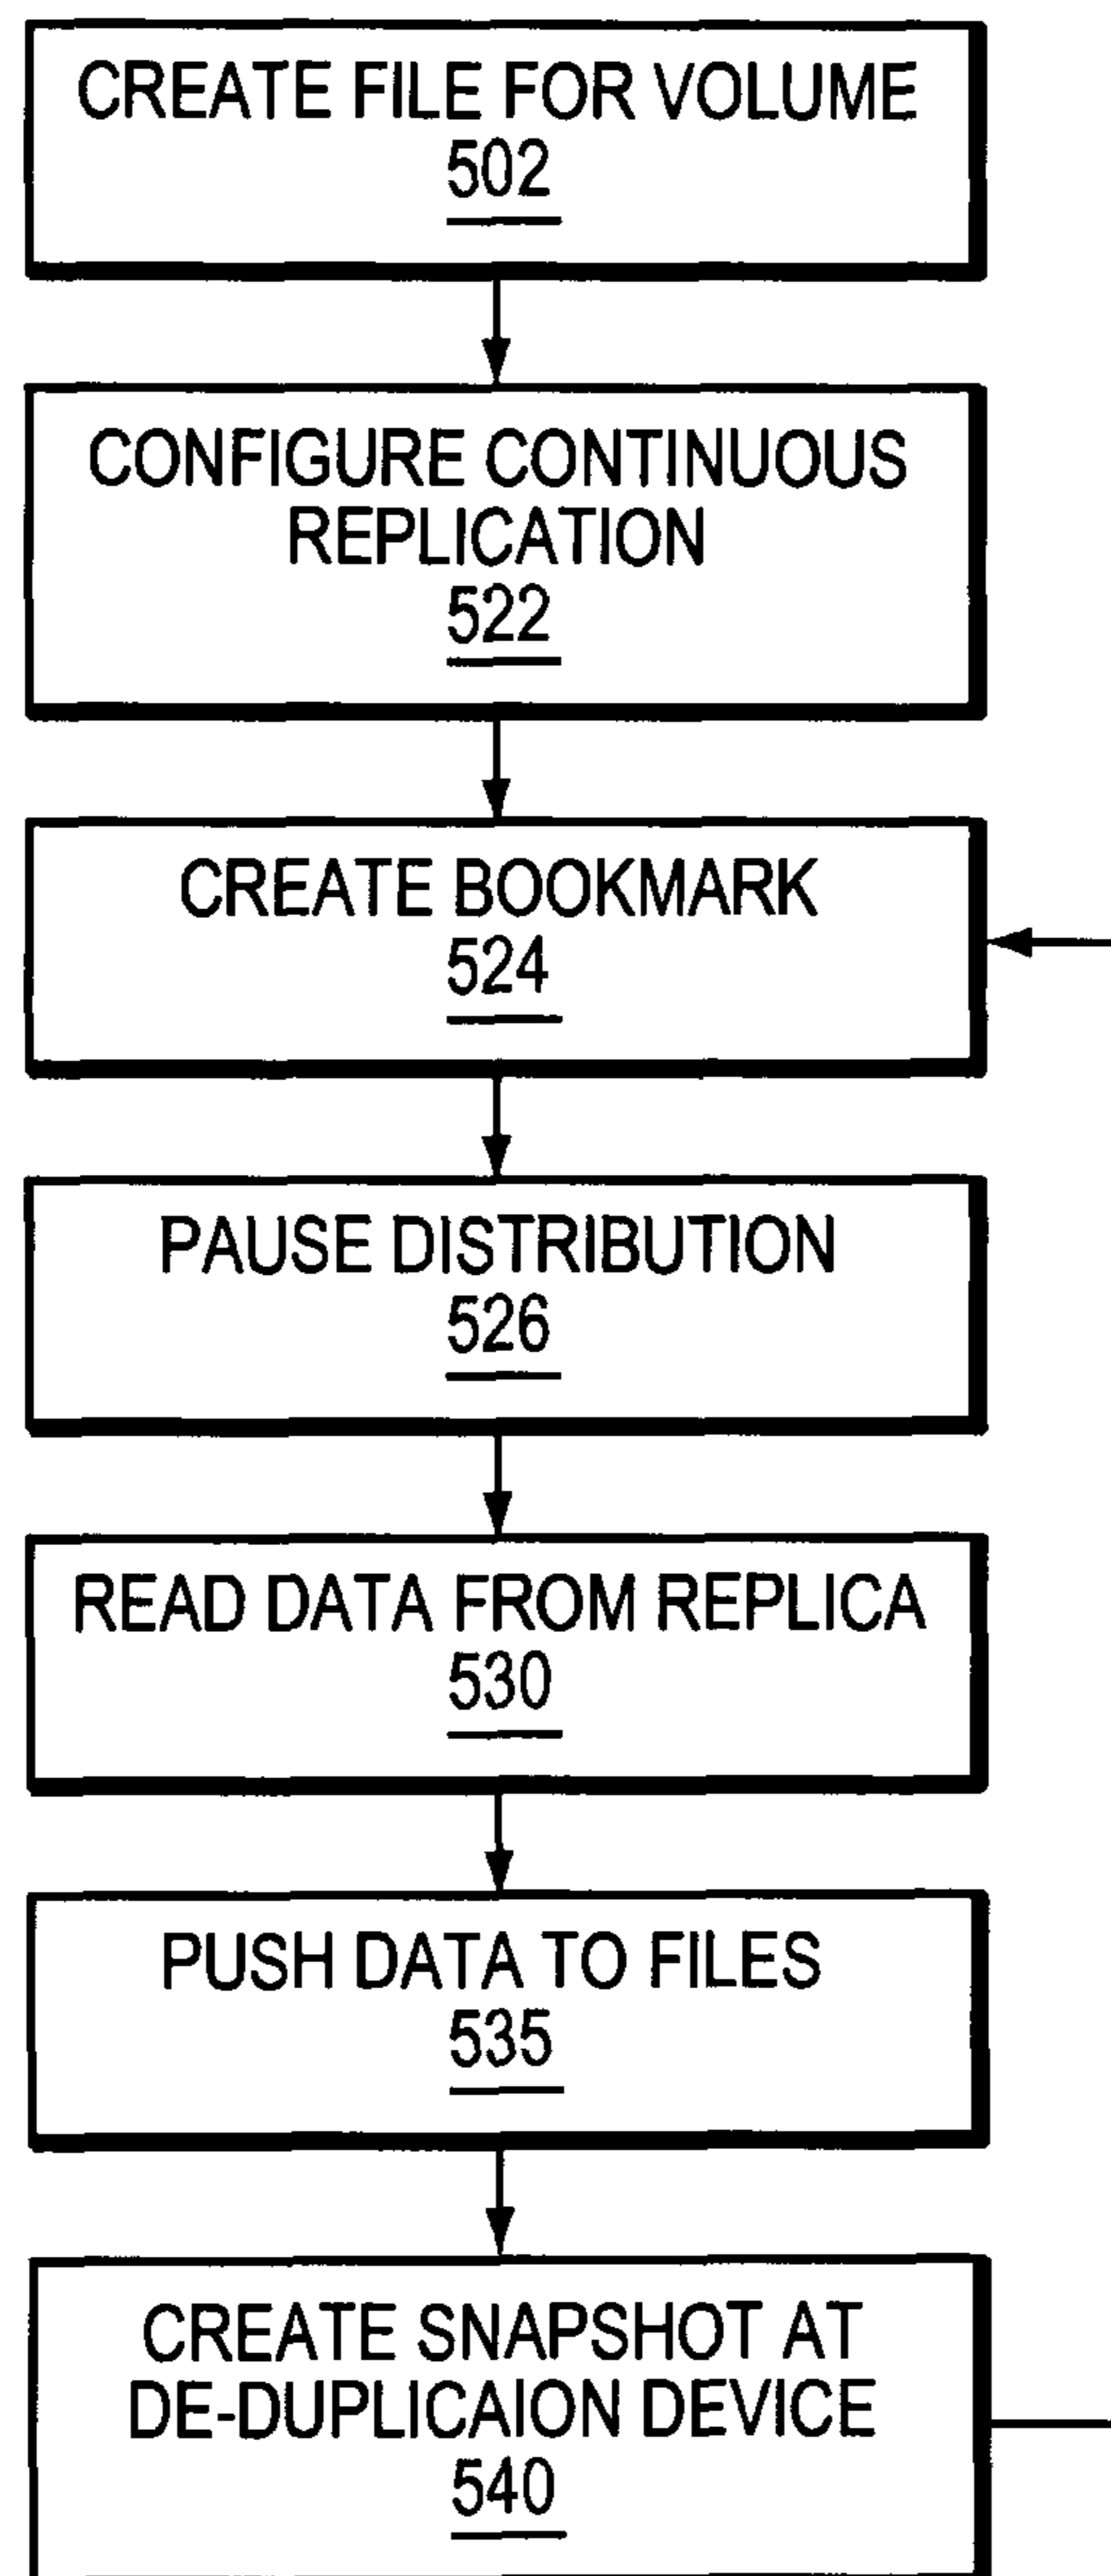 CREATE FILE FOR VOLUME
502
CONFIGURE CONTINUOUS
REPLICATION
522
CREATE BOOKMARK
524
PAUSE DISTRIBUTION
526
READ DATA FROM REPLICA
530
PUSH DATA TO FILES
535
CREATE SNAPSHOT AT
DE-DUPLICAION DEVICE
540